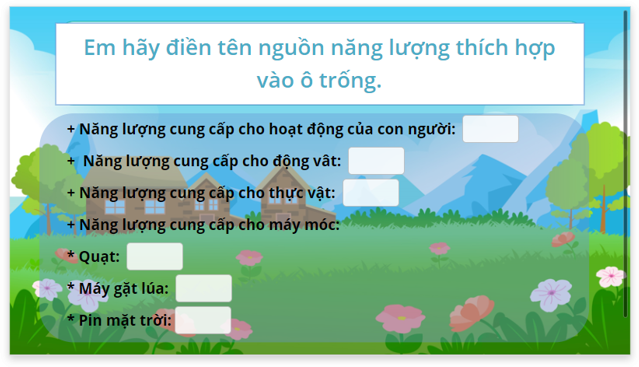 Em hãy điền tên nguồn năng lượng thích hợp
vào ô trống.
+ Năng lượng cung cấp cho hoạt động của con người:
+ Năng lượng cung cấp cho động vât:
+ Năng lượng cung cấp cho thực vật:
+ Năng lượng cung cấp cho máy móc:
* Quạt:
* Máy gặt lúa:
* Pin mặt trời: